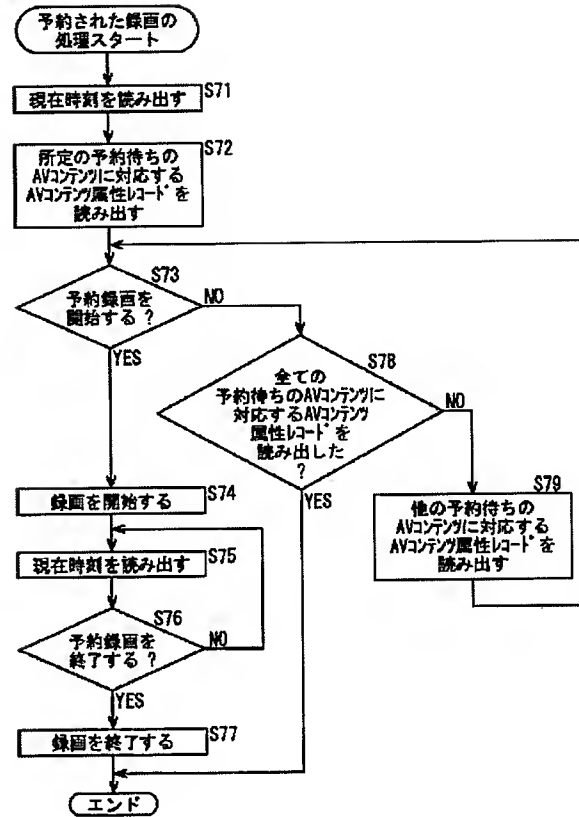 予約された録画の
処理スタート
現在時刻を読み出す
S71
所定の予約待ちの
AVコンテンツに対応する
AVコンテンツ属性レコードを
読み出す
S72
予約録画を
開始する ?
S73
NO
YES
全ての
予約待ちのAVコンテンツに
対応するAVコンテンツ
属性レコードを
読み出した
?
S78
NO
YES
他の予約待ちの
AVコンテンツに対応する
AVコンテンツ属性レコードを
読み出す
S79
録画を開始する
S74
現在時刻を読み出す
S75
予約録画を
終了する ?
S76
NO
YES
録画を終了する
S77
エンド